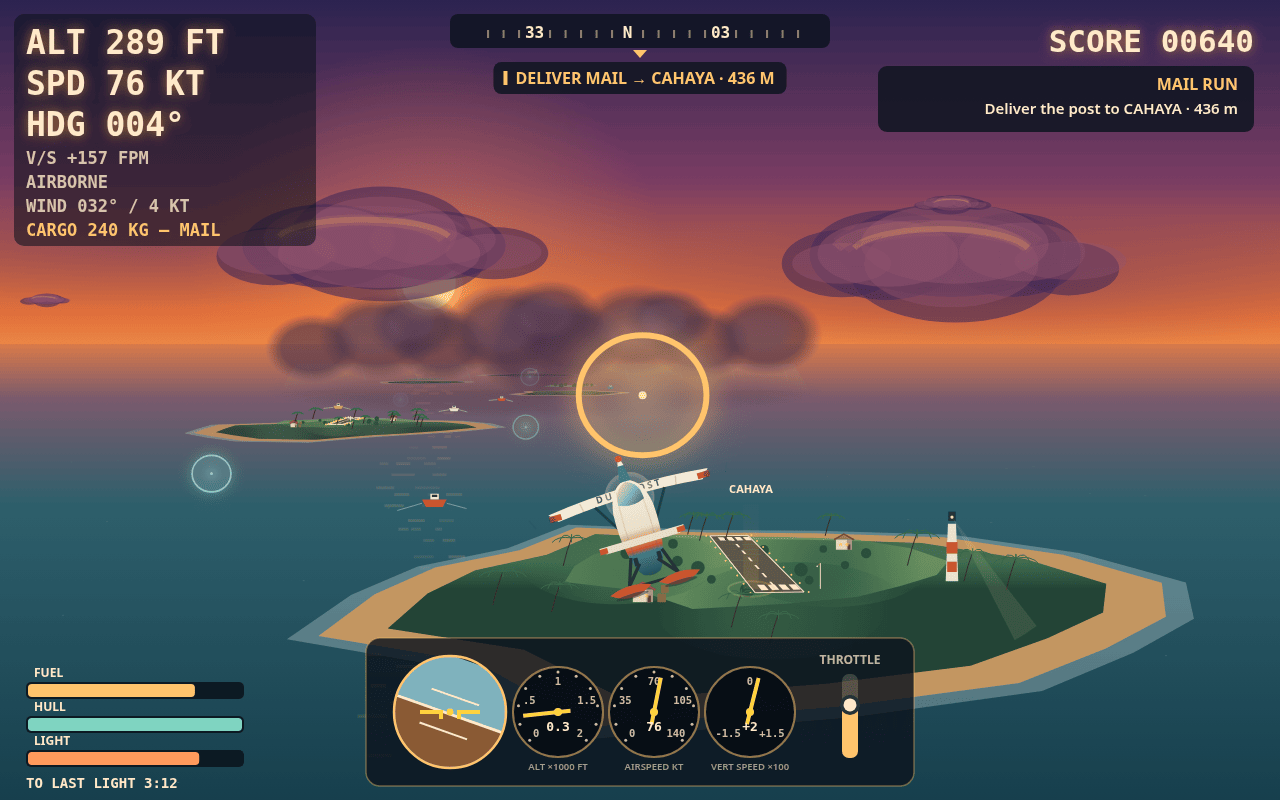 ALT 289 FT
SPD 76 KT
HDG 004°
V/S +157 FPM
AIRBORNE
WIND 032° / 4 KT
CARGO 240 KG — MAIL
33 N 03
DELIVER MAIL → CAHAYA · 436 M
SCORE 00640
MAIL RUN
Deliver the post to CAHAYA · 436 m
CAHAYA
FUEL
HULL
LIGHT
TO LAST LIGHT 3:12
0 .5 1 1.5 2
0.3
ALT ×1000 FT
0 35 70 105 140
76
AIRSPEED KT
-1.5 0 +1.5
+2
VERT SPEED ×100
THROTTLE